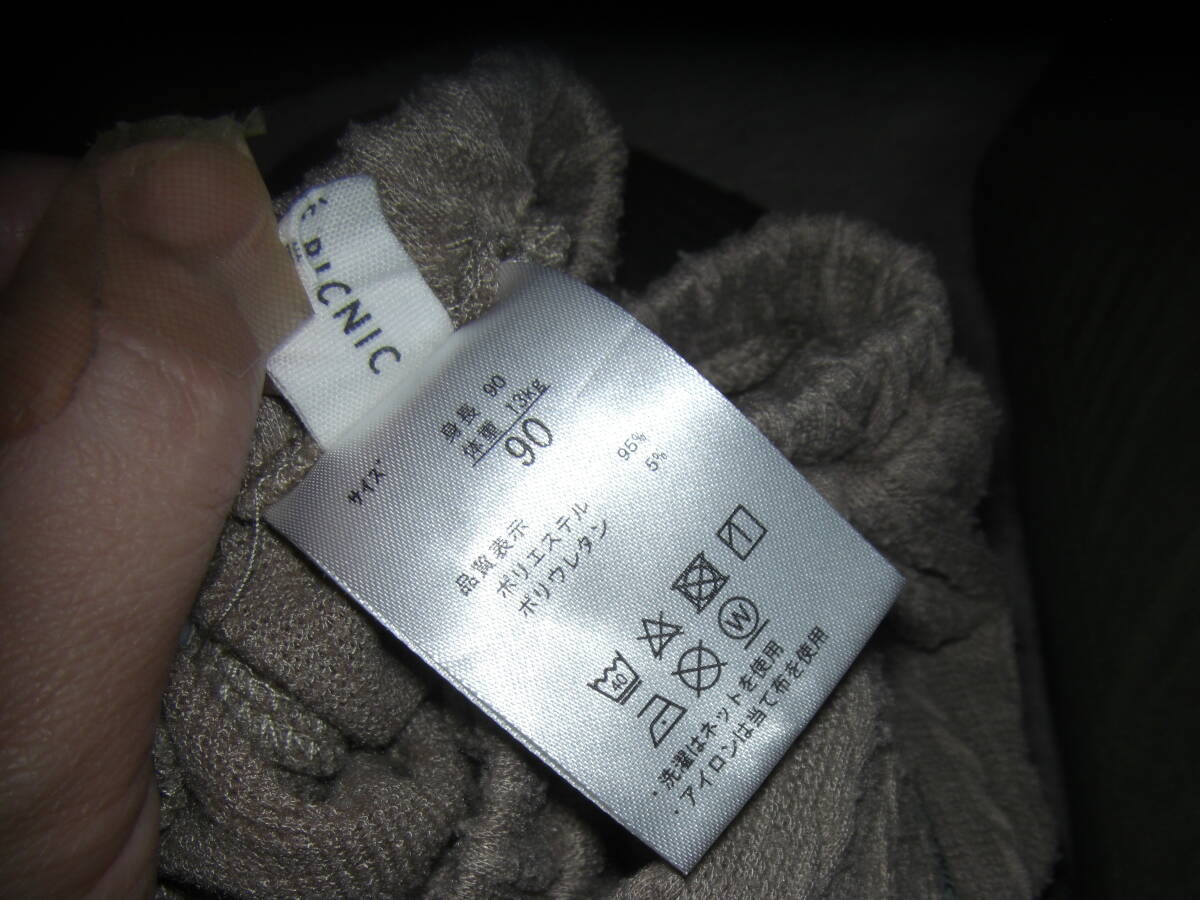 PICNIC
サイズ
身長 90
体重 13kg
90
品質表示
ポリエステル 95%
ポリウレタン 5%
40
W
・洗濯はネットを使用
・アイロンは当て布を使用